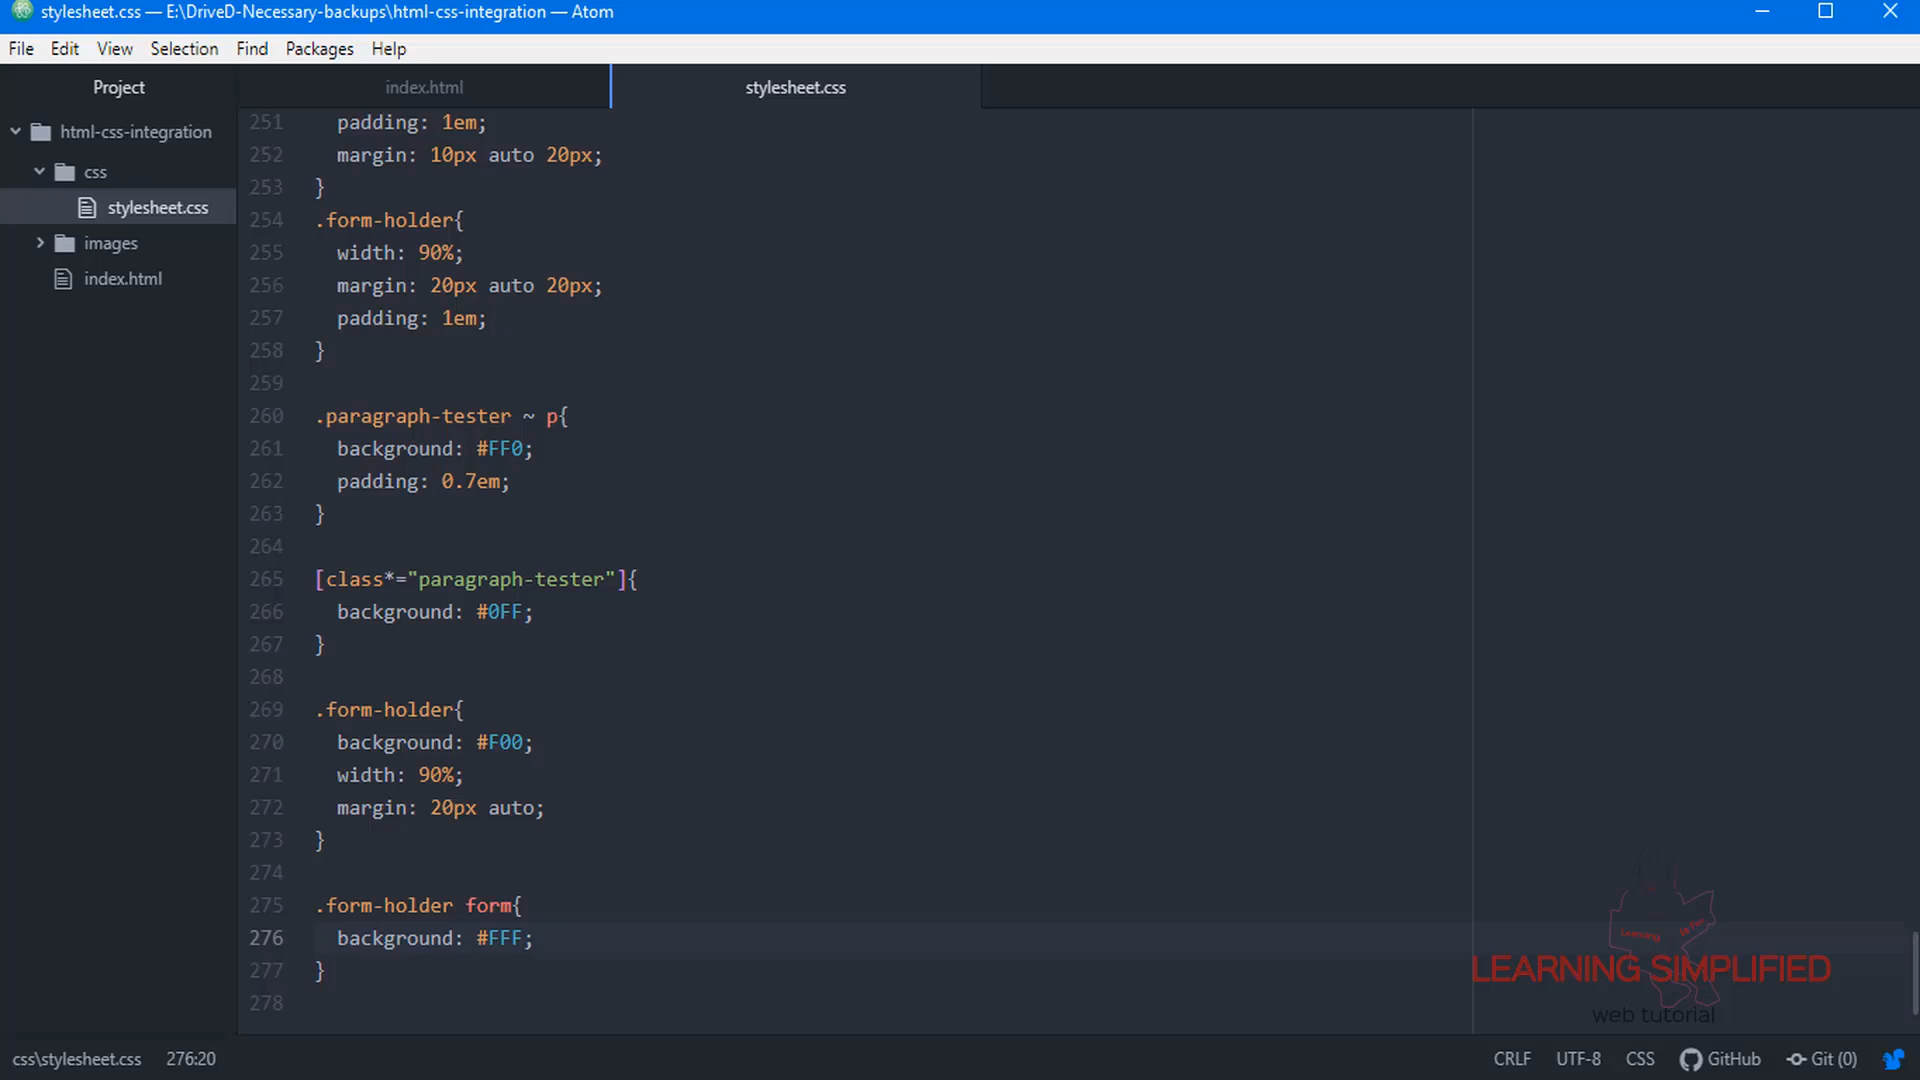 stylesheet.css — E:\DriveD-Necessary-backups\html-css-integration — Atom
File Edit View Selection Find Packages Help
Project
index.html
stylesheet.css
html-css-integration
css
stylesheet.css
images
index.html
251 padding: 1em;
252 margin: 10px auto 20px;
253 }
254 .form-holder{
255 width: 90%;
256 margin: 20px auto 20px;
257 padding: 1em;
258 }
259
260 .paragraph-tester ~ p{
261 background: #FF0;
262 padding: 0.7em;
263 }
264
265 [class*="paragraph-tester"]{
266 background: #0FF;
267 }
268
269 .form-holder{
270 background: #F00;
271 width: 90%;
272 margin: 20px auto;
273 }
274
275 .form-holder form{
276 background: #FFF;
277 }
278
Learning is Fun
LEARNING SIMPLIFIED
web tutorial
css\stylesheet.css 276:20
CRLF UTF-8 CSS GitHub Git (0)